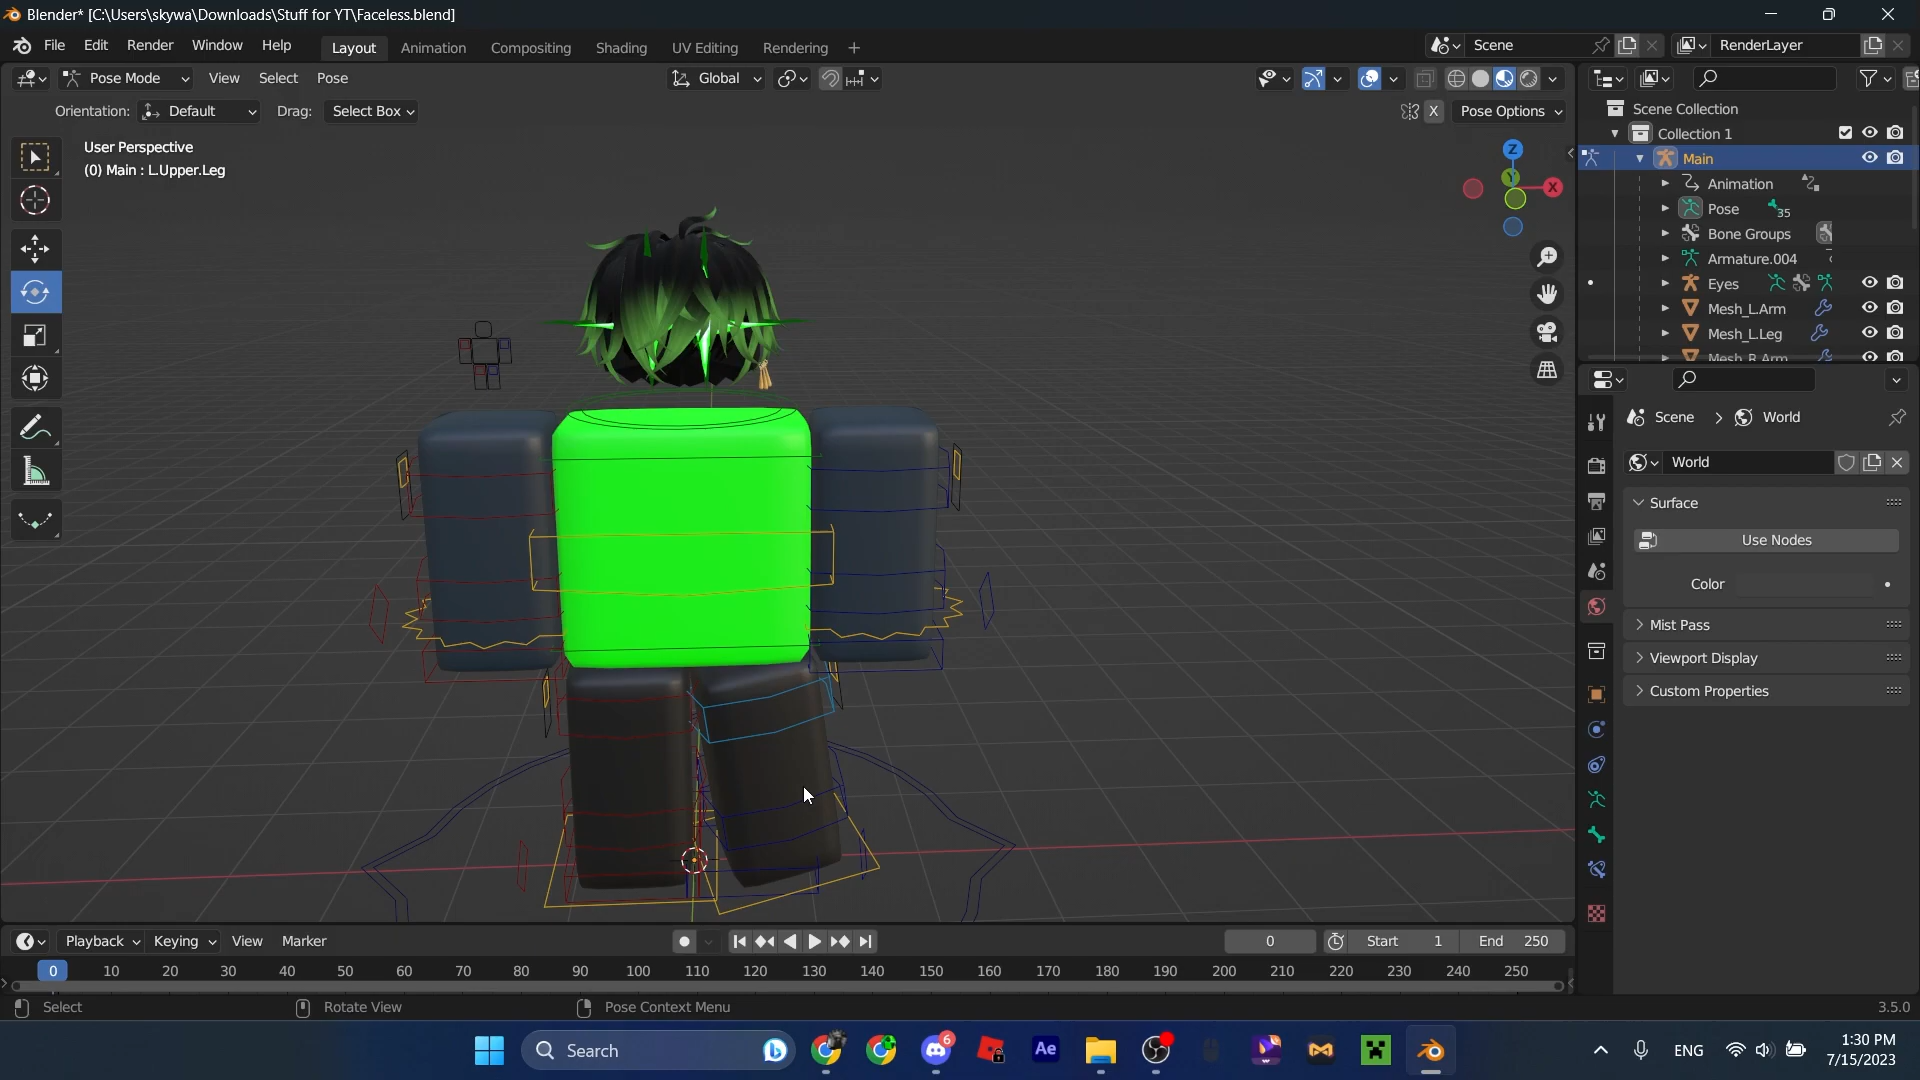 Blender* [C:\Users\skywa\Downloads\Stuff for YT\Faceless.blend]
File Edit Render Window Help
Layout Animation Compositing Shading UV Editing Rendering
Scene
RenderLayer
Pose Mode View Select Pose
Global
Orientation: Default Drag: Select Box
X Pose Options
User Perspective
(0) Main : L.Upper.Leg
Z
Y
X
Scene Collection
Collection 1
Main
Animation
Pose 35
Bone Groups
Armature.004
Eyes
Mesh_L.Arm
Mesh_L.Leg
Mesh_R.Arm
Scene World
World
Surface
Use Nodes
Color
Mist Pass
Viewport Display
Custom Properties
Playback Keying View Marker
0 Start 1 End 250
0 10 20 30 40 50 60 70 80 90 100 110 120 130 140 150 160 170 180 190 200 210 220 230 240 250
Select Rotate View Pose Context Menu 3.5.0
Search
6
Ae
ENG
1:30 PM
7/15/2023